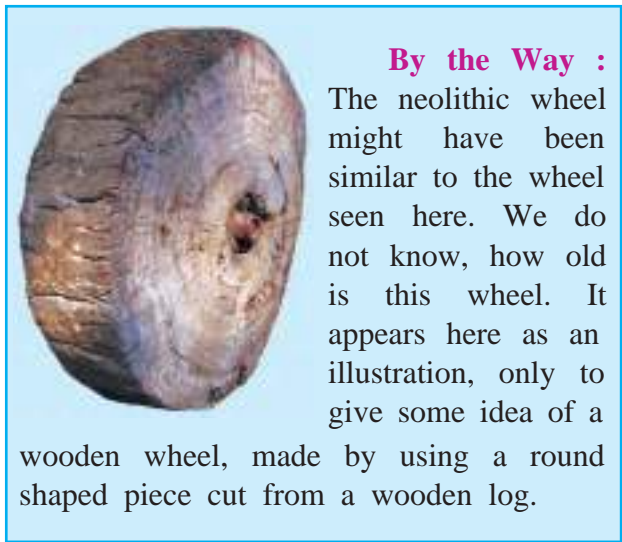 By the Way :
The neolithic wheel
might have been
similar to the wheel
seen here. We do
not know, how old
is this wheel. It
appears here as an
illustration, only to
give some idea of a
wooden wheel, made by using a round
shaped piece cut from a wooden log.